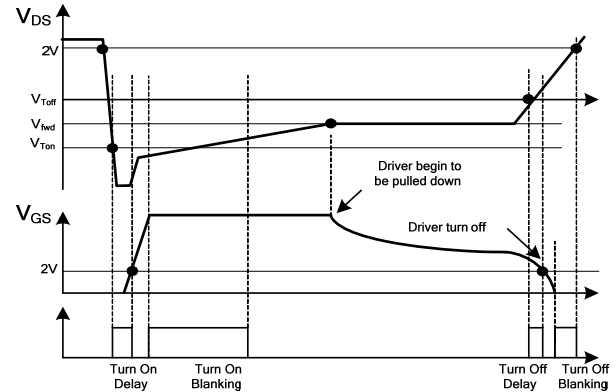 VDS
2V
VToff
Vfwd
VTon
Driver begin to
be pulled down
VGS
Driver turn off
2V
Turn On
Delay
Turn On
Blanking
Turn Off
Delay
Turn Off
Blanking